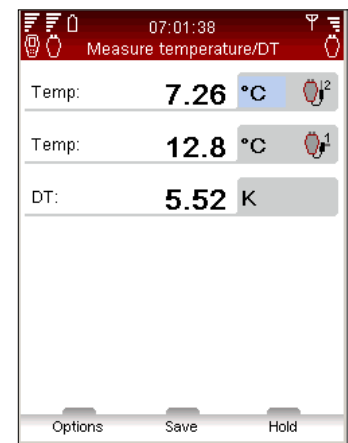 07:01:38
Measure temperature/DT
Temp: 7.26 °C 2
Temp: 12.8 °C 1
DT: 5.52 K
Options Save Hold